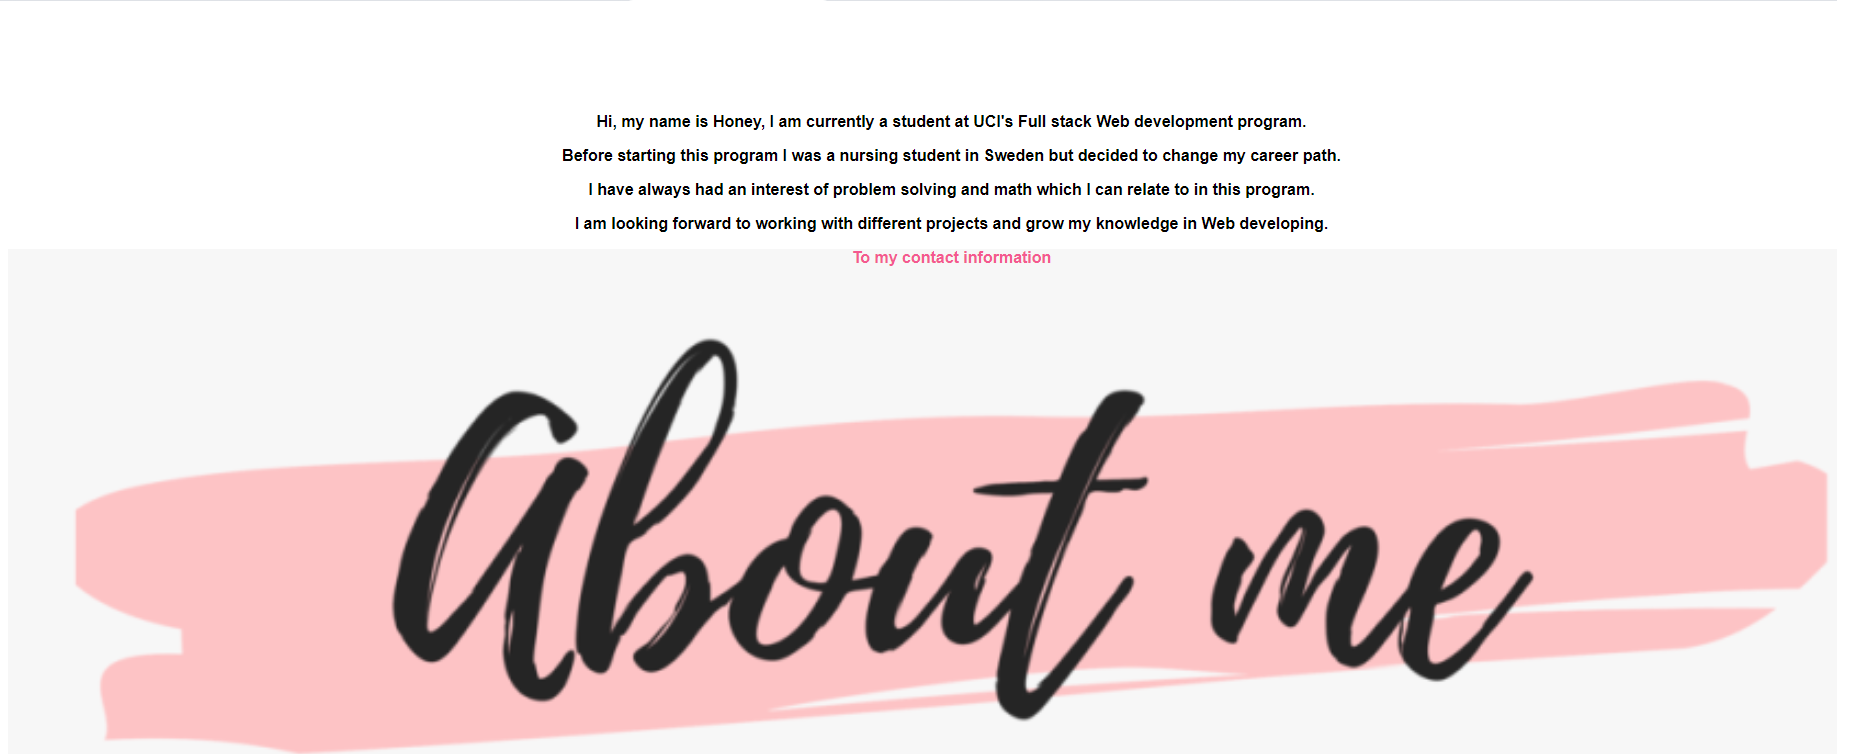 Hi, my name is Honey, I am currently a student at UCI's Full stack Web development program.
Before starting this program I was a nursing student in Sweden but decided to change my career path.
I have always had an interest of problem solving and math which I can relate to in this program.
I am looking forward to working with different projects and grow my knowledge in Web developing.
To my contact information
About me